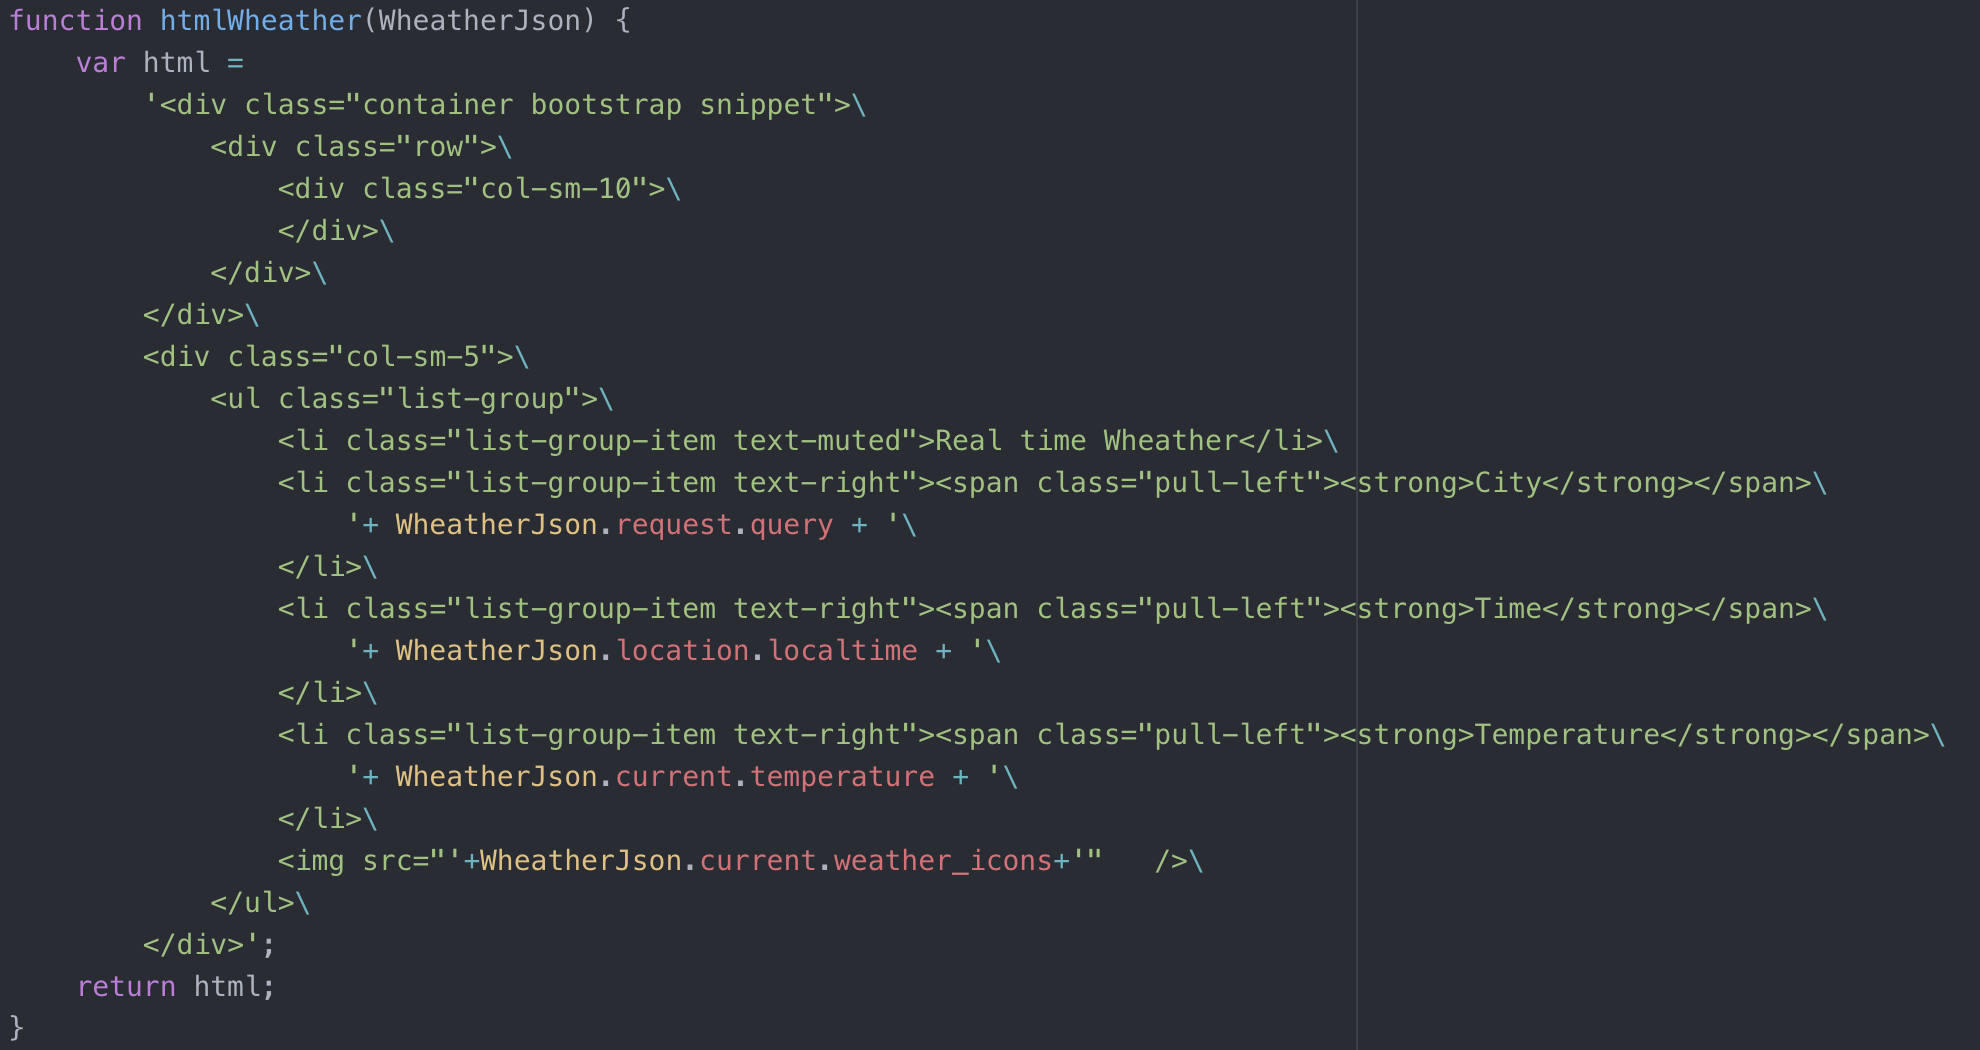 function htmlWheather(WheatherJson) {
    var html =
        '<div class="container bootstrap snippet">\
            <div class="row">\
                <div class="col-sm-10">\
                </div>\
            </div>\
        </div>\
        <div class="col-sm-5">\
            <ul class="list-group">\
                <li class="list-group-item text-muted">Real time Wheather</li>\
                <li class="list-group-item text-right"><span class="pull-left"><strong>City</strong></span>\
                    '+ WheatherJson.request.query + '\
                </li>\
                <li class="list-group-item text-right"><span class="pull-left"><strong>Time</strong></span>\
                    '+ WheatherJson.location.localtime + '\
                </li>\
                <li class="list-group-item text-right"><span class="pull-left"><strong>Temperature</strong></span>\
                    '+ WheatherJson.current.temperature + '\
                </li>\
                <img src="'+WheatherJson.current.weather_icons+'"   />\
            </ul>\
        </div>';
    return html;
}